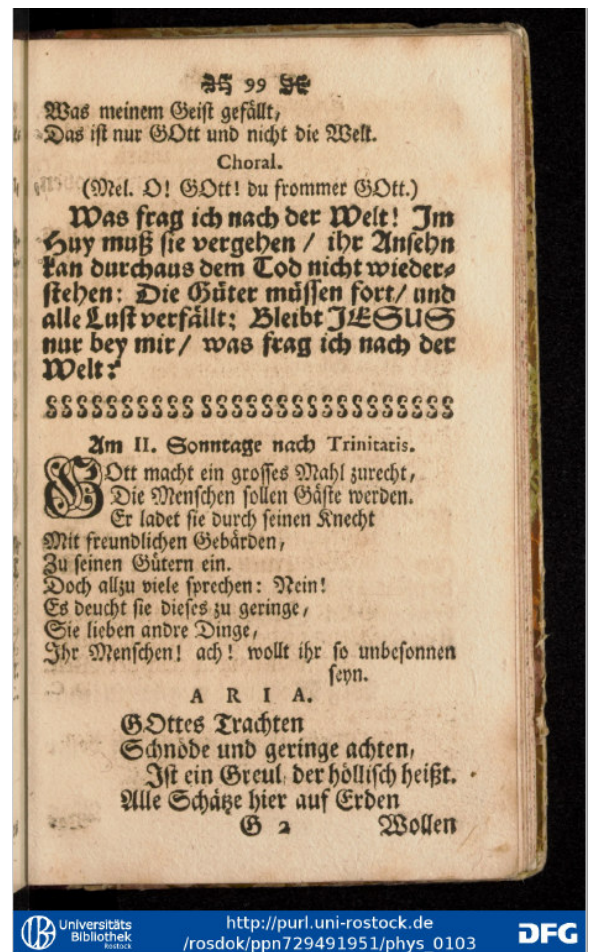 99
Was meinem Geist gefällt,
Das ist nur GOtt und nicht die Welt.
Choral.
(Mel. O! GOtt! du frommer GOtt.)
Was frag ich nach der Welt! Im
Huy muß sie vergehen / ihr Ansehn
kan durchaus dem Tod nicht wieder-
stehen: Die Güter müssen fort/ und
alle Lust verfällt; Bleibt JESUS
nur bey mir/ was frag ich nach der
Welt?
§§§§§§§§§§ §§§§§§§§§§§§§§§§§
Am II. Sonntage nach Trinitatis.
GOtt macht ein grosses Mahl zurecht,
Die Menschen sollen Gäste werden.
Er ladet sie durch seinen Knecht
Mit freundlichen Gebärden,
Zu seinen Gütern ein.
Doch allzu viele sprechen: Nein!
Es deucht sie dieses zu geringe,
Sie lieben andre Dinge,
Ihr Menschen! ach! wollt ihr so unbesonnen
seyn.
ARIA.
GOttes Trachten
Schnöde und geringe achten,
Ist ein Greul, der höllisch heißt.
Alle Schätze hier auf Erden
G 2 Wollen
Universitäts
Bibliothek
Rostock
http://purl.uni-rostock.de
/rosdok/ppn729491951/phys_0103
DFG